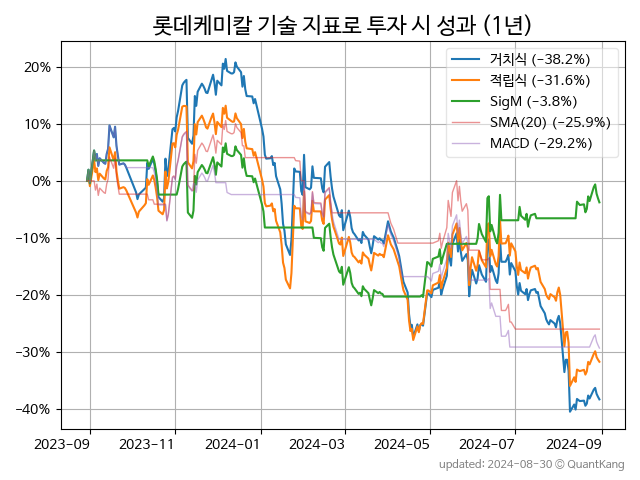 롯데케미칼 기술 지표로 투자 시 성과 (1년)
거치식 (−38.2%)
적립식 (−31.6%)
SigM (−3.8%)
SMA(20) (−25.9%)
MACD (−29.2%)
20%
10%
0%
−10%
−20%
−30%
−40%
2023-09 2023-11 2024-01 2024-03 2024-05 2024-07 2024-09
updated: 2024-08-30 © QuantKang